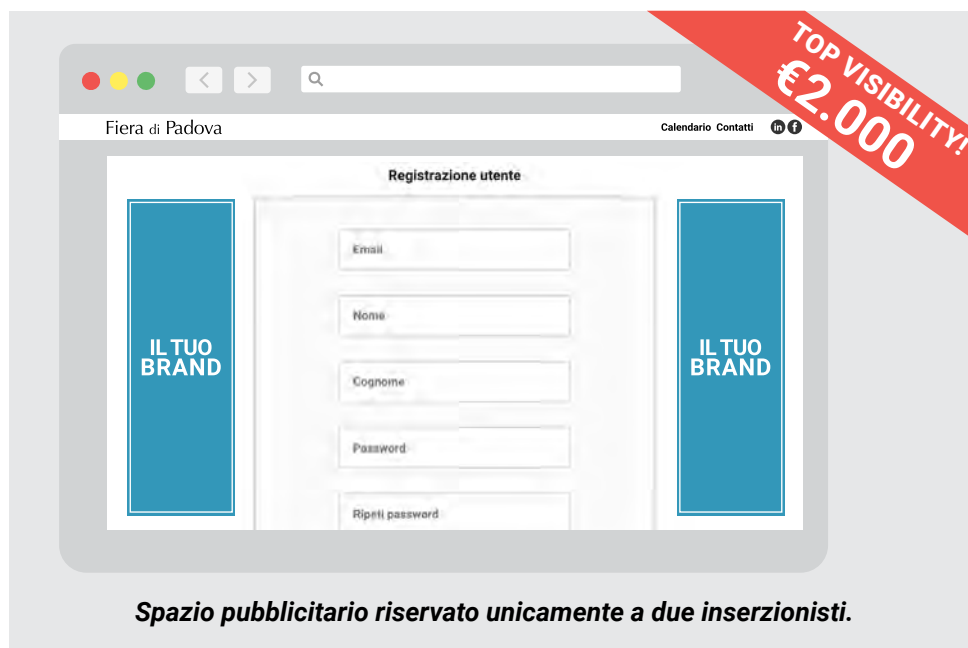 TOP VISIBILITY!
€2.000
Fiera di Padova
Calendario Contatti
in f
Registrazione utente
Email
Nome
Cognome
Password
Ripeti password
IL TUO
BRAND
IL TUO
BRAND
Spazio pubblicitario riservato unicamente a due inserzionisti.